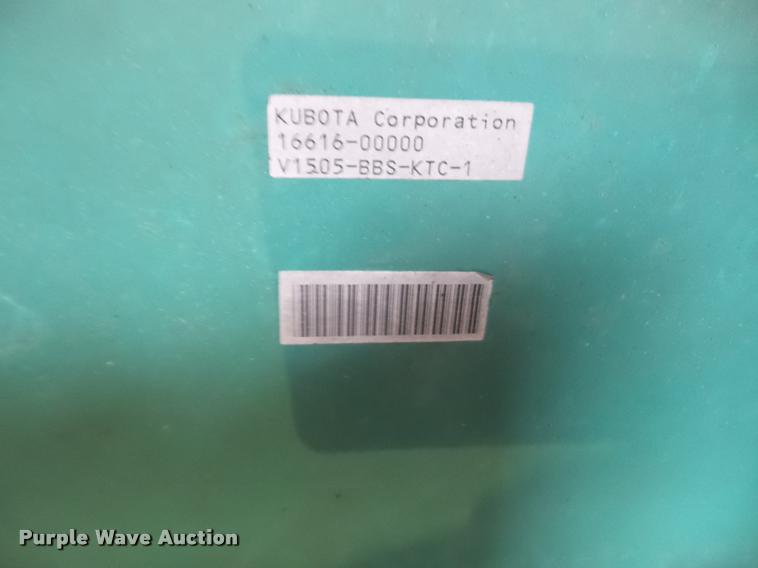 KUBOTA Corporation
16616-00000
V1505-BBS-KTC-1
Purple Wave Auction